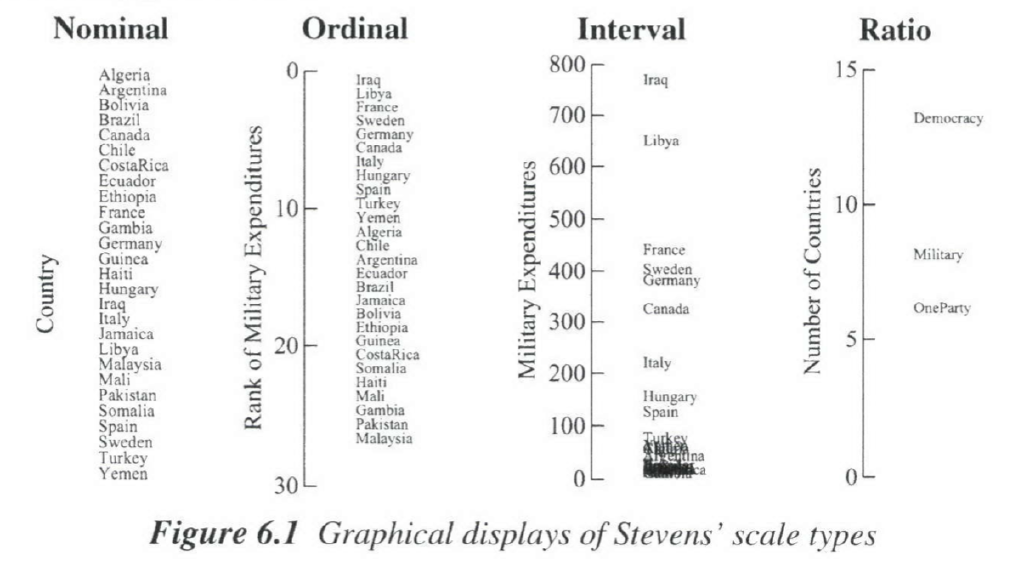 Nominal
Ordinal
Interval
Ratio
Country
Algeria
Argentina
Bolivia
Brazil
Canada
Chile
CostaRica
Ecuador
Ethiopia
France
Gambia
Germany
Guinea
Haiti
Hungary
Iraq
Italy
Jamaica
Libya
Malaysia
Mali
Pakistan
Somalia
Spain
Sweden
Turkey
Yemen
Rank of Military Expenditures
0
10
20
30
Iraq
Libya
France
Sweden
Germany
Canada
Italy
Hungary
Spain
Turkey
Yemen
Algeria
Chile
Argentina
Ecuador
Brazil
Jamaica
Bolivia
Ethiopia
Guinea
CostaRica
Somalia
Haiti
Mali
Gambia
Pakistan
Malaysia
Military Expenditures
800
700
600
500
400
300
200
100
0
Iraq
Libya
France
Sweden
Germany
Canada
Italy
Hungary
Spain
Turkey
Argentina
Number of Countries
15
10
5
0
Democracy
Military
OneParty
Figure 6.1 Graphical displays of Stevens' scale types